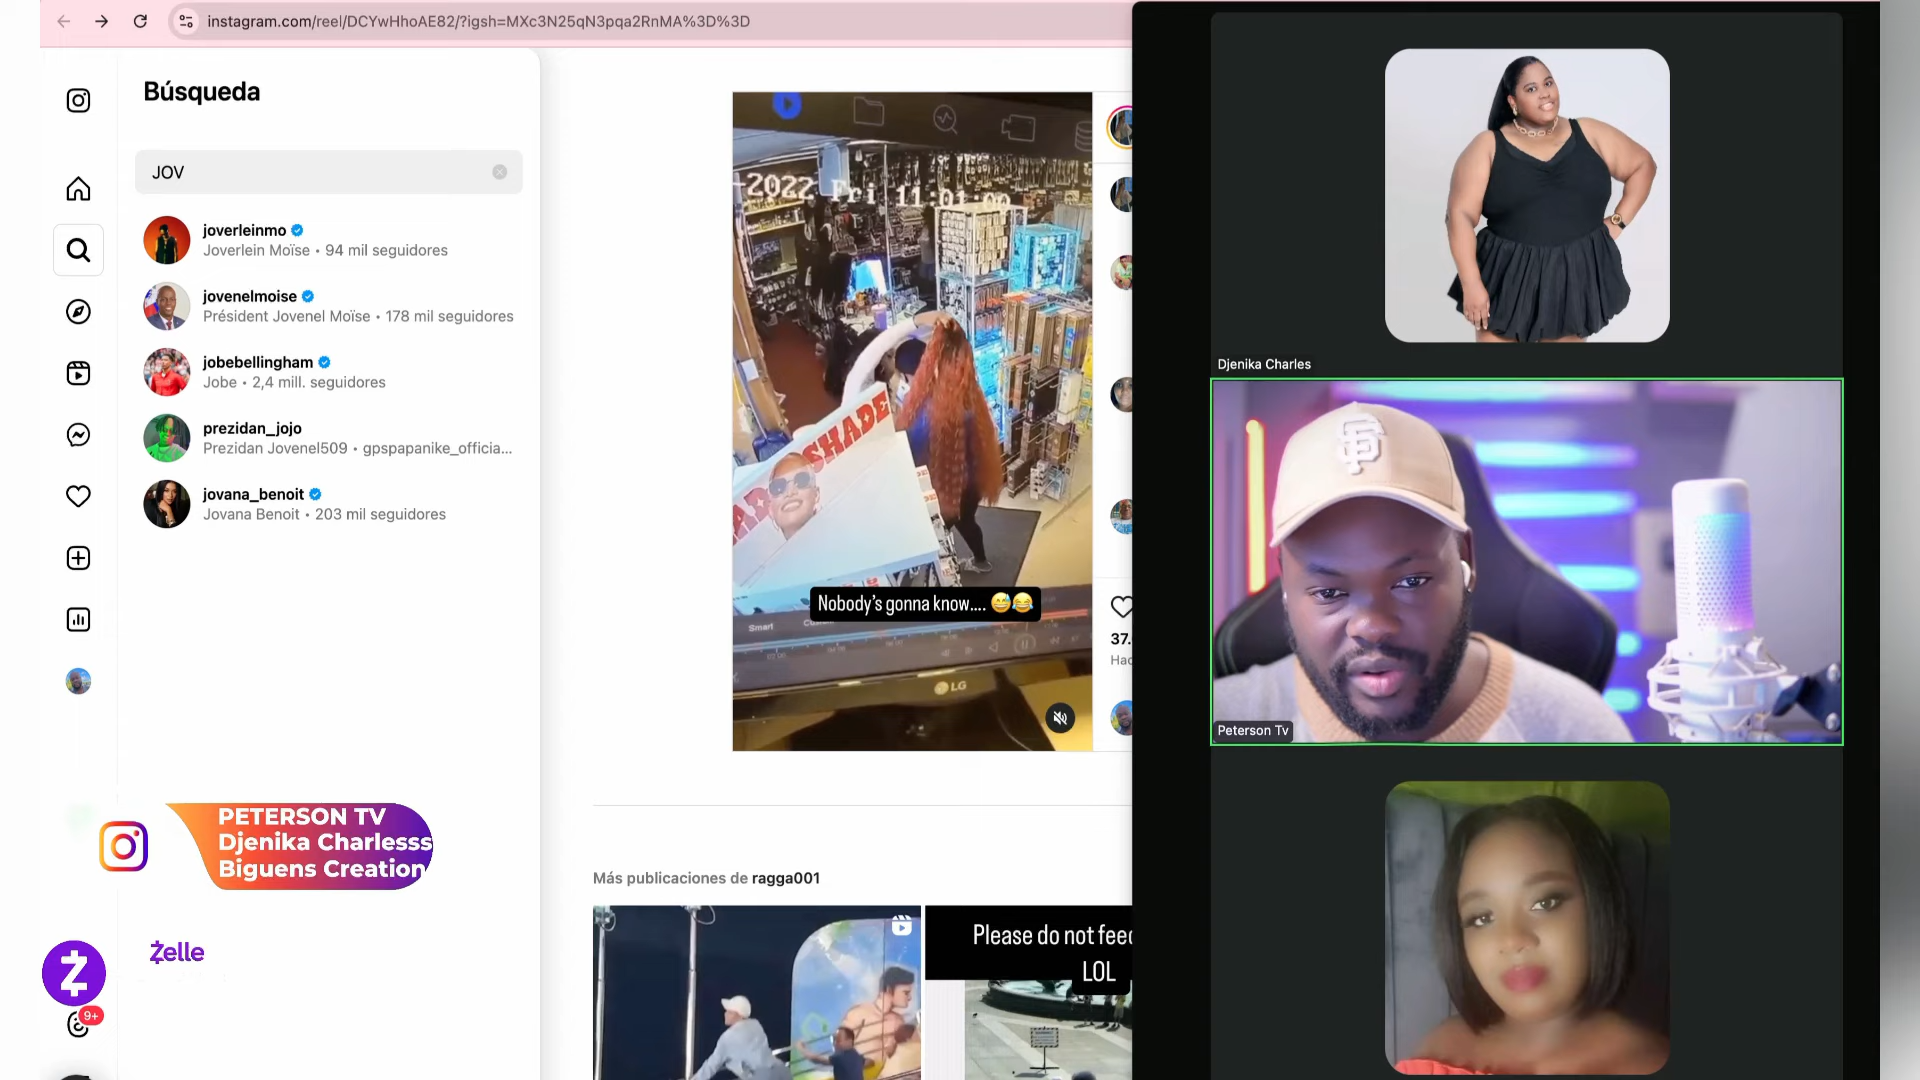 instagram.com/reel/DCYwHhoAE82/?igsh=MXc3N25qN3pqa2RnMA%3D%3D
Búsqueda
JOV
joverleinmo
Joverlein Moïse • 94 mil seguidores
jovenelmoise
Président Jovenel Moïse • 178 mil seguidores
jobebellingham
Jobe • 2,4 mill. seguidores
prezidan_jojo
Prezidan Jovenel509 • gpspapanike_officia...
jovana_benoit
Jovana Benoit • 203 mil seguidores
PETERSON TV
Djenika Charlesss
Biguens Creation
Zelle
9+
2022 Fri 11:01:00
SHADE
Nobody's gonna know.... 😅😂
Smart
LG
37.
Hac
Más publicaciones de ragga001
Please do not feed
LOL
Djenika Charles
SF
Peterson Tv